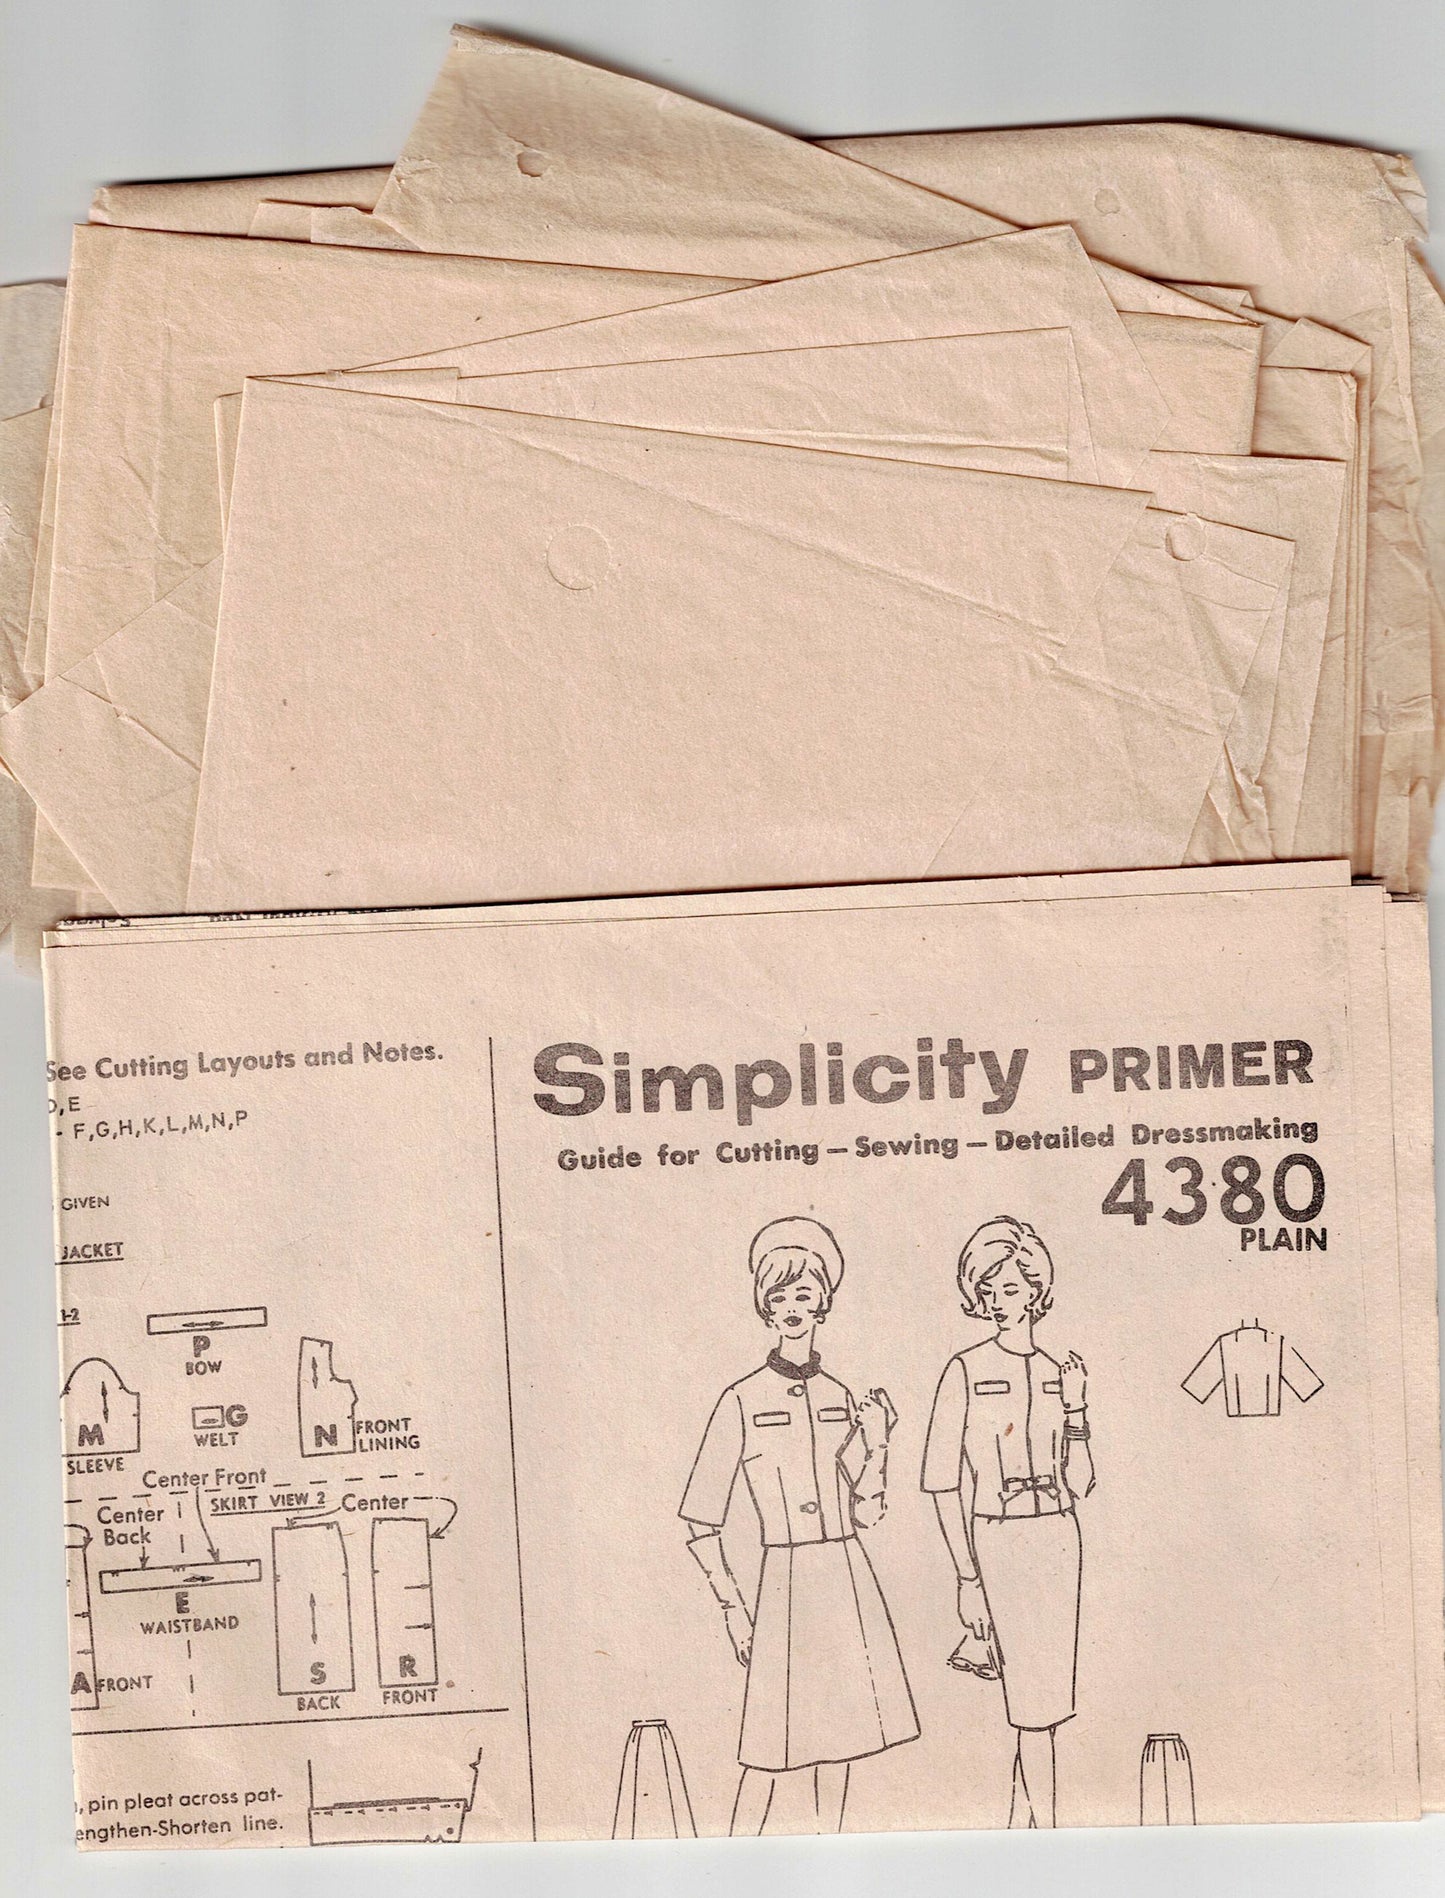 See Cutting Layouts and Notes.
D,E
- F,G,H,K,L,M,N,P
GIVEN
JACKET
1-2
P
BOW
M
SLEEVE
G
WELT
N
FRONT
LINING
Center Front
SKIRT VIEW 2
Center
Center
Back
E
WAISTBAND
A
FRONT
S
BACK
R
FRONT
, pin pleat across pat-
engthen-Shorten line.
Simplicity PRIMER
Guide for Cutting — Sewing — Detailed Dressmaking
4380
PLAIN